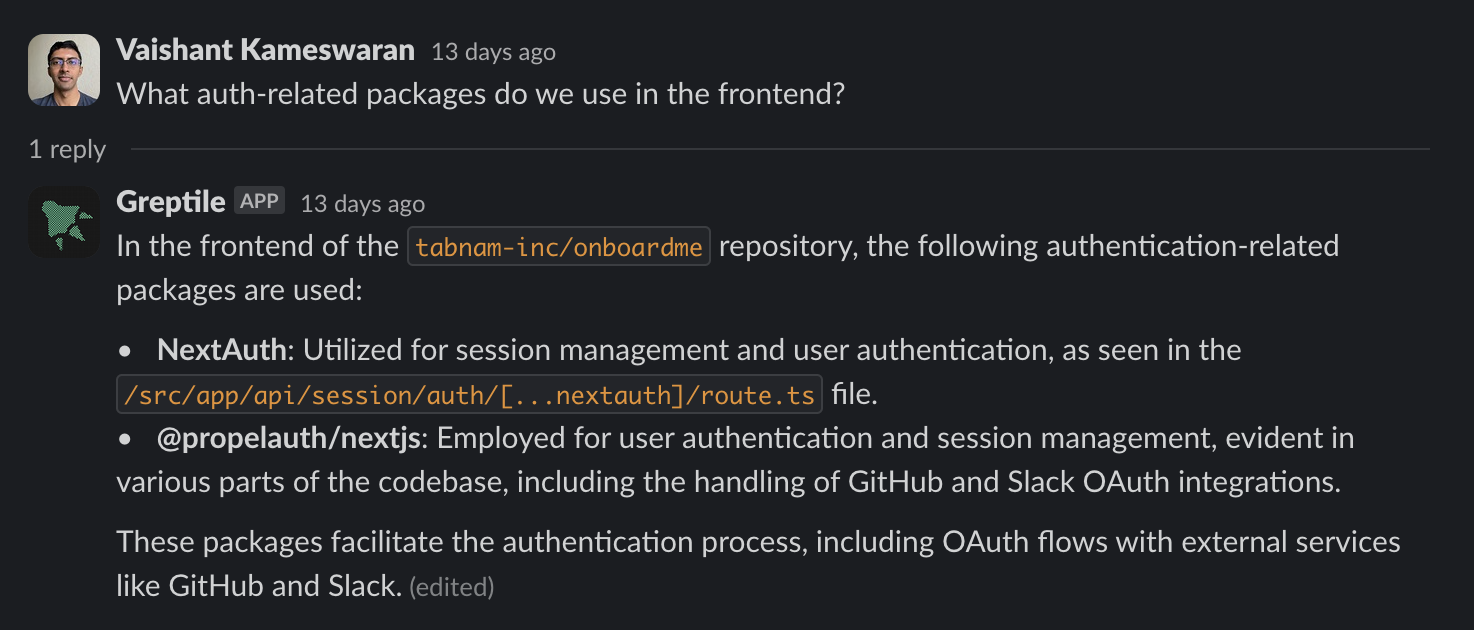 Vaishant Kameswaran 13 days ago
What auth-related packages do we use in the frontend?
1 reply
Greptile APP 13 days ago
In the frontend of the tabnam-inc/onboardme repository, the following authentication-related
packages are used:
• NextAuth: Utilized for session management and user authentication, as seen in the
/src/app/api/session/auth/[...nextauth]/route.ts file.
• @propelauth/nextjs: Employed for user authentication and session management, evident in
various parts of the codebase, including the handling of GitHub and Slack OAuth integrations.
These packages facilitate the authentication process, including OAuth flows with external services
like GitHub and Slack. (edited)